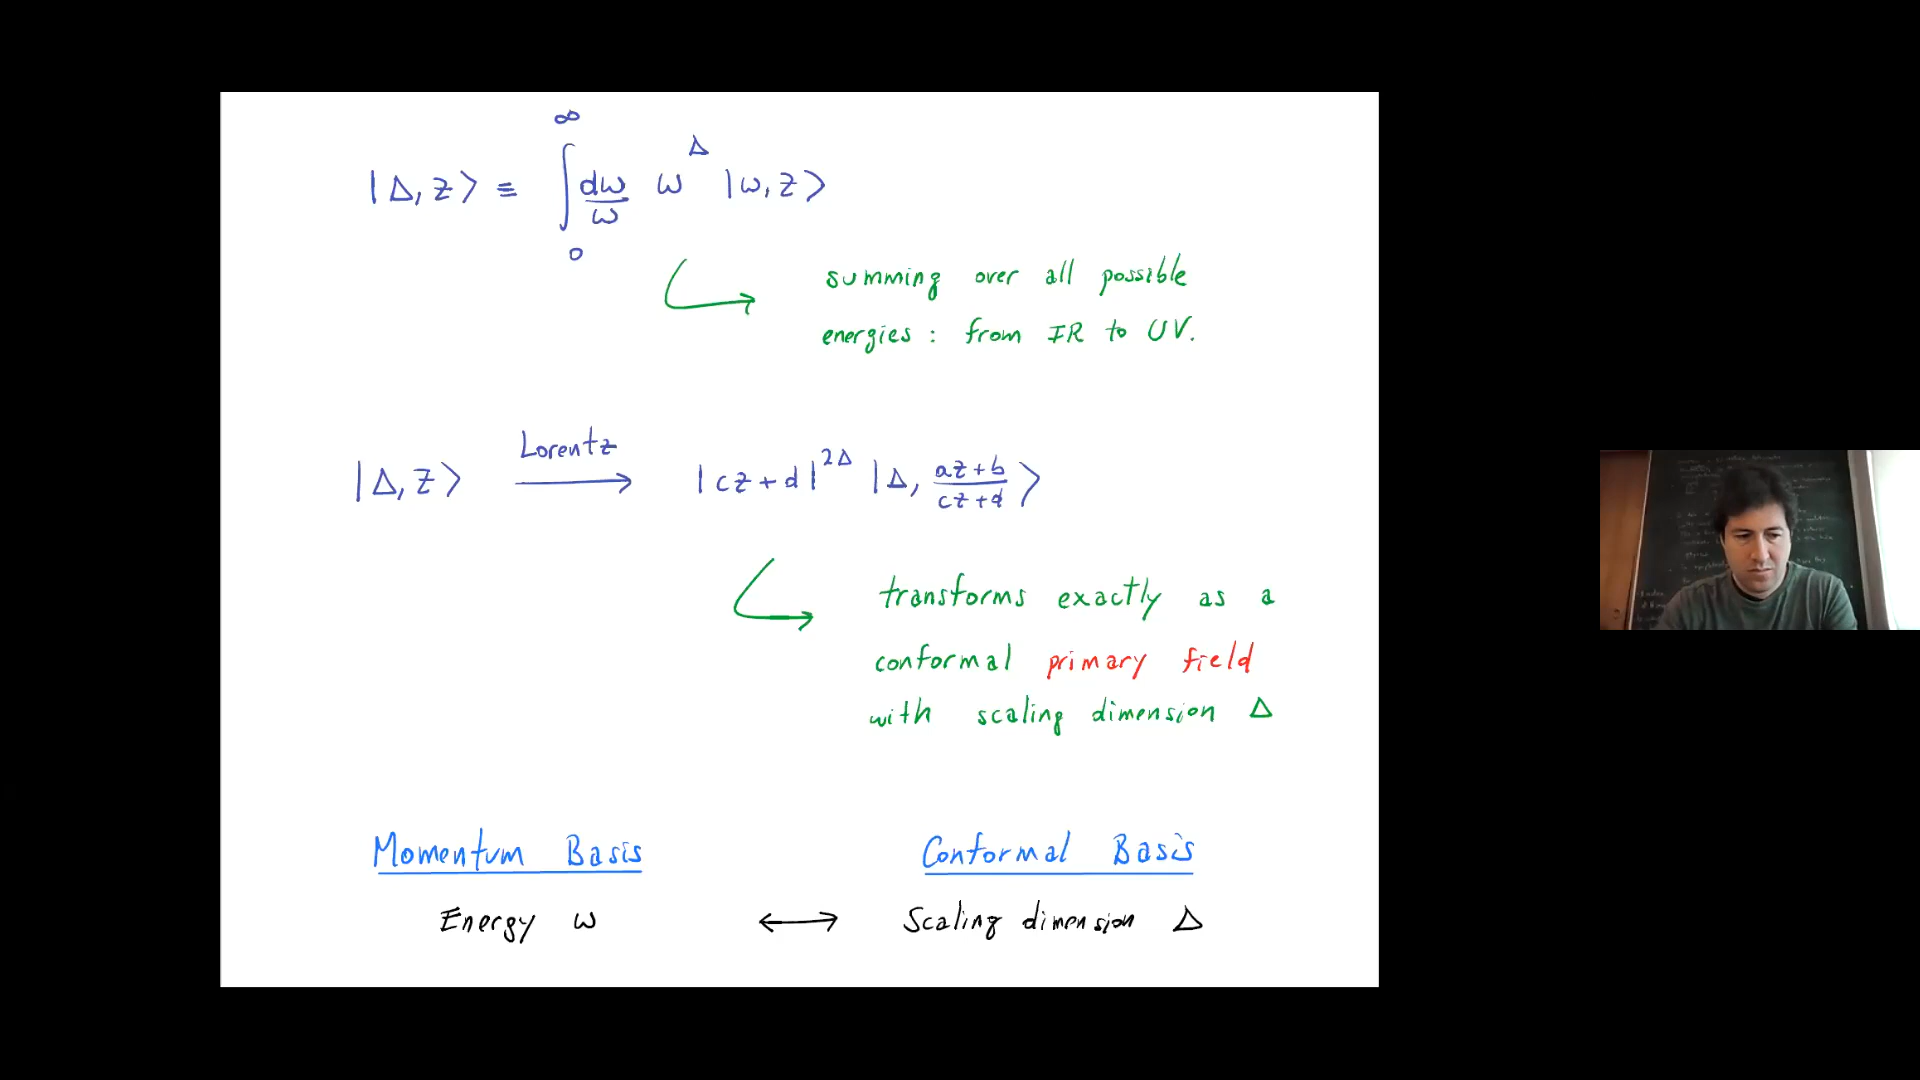 |Δ, z⟩ ≡ ∫₀^∞ dω/ω ω^Δ |ω, z⟩
summing over all possible
energies : from IR to UV.
|Δ, z⟩ Lorentz ⟶ |cz+d|^{2Δ} |Δ, az+b/cz+d⟩
transforms exactly as a
conformal primary field
with scaling dimension Δ
Momentum Basis Conformal Basis
Energy ω ⟷ Scaling dimension Δ